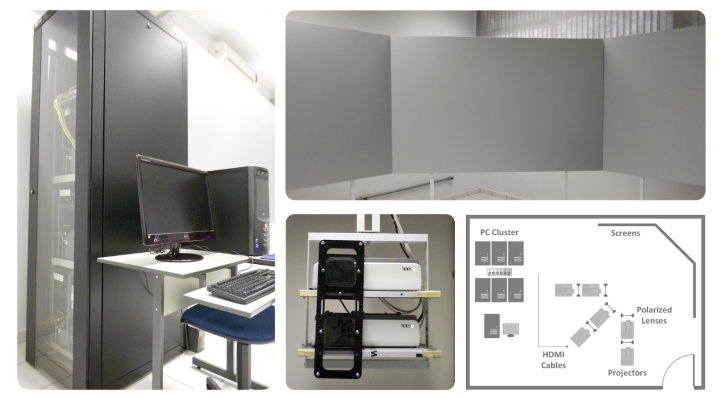 PC Cluster
Screens
Polarized
Lenses
HDMI
Cables
Projectors